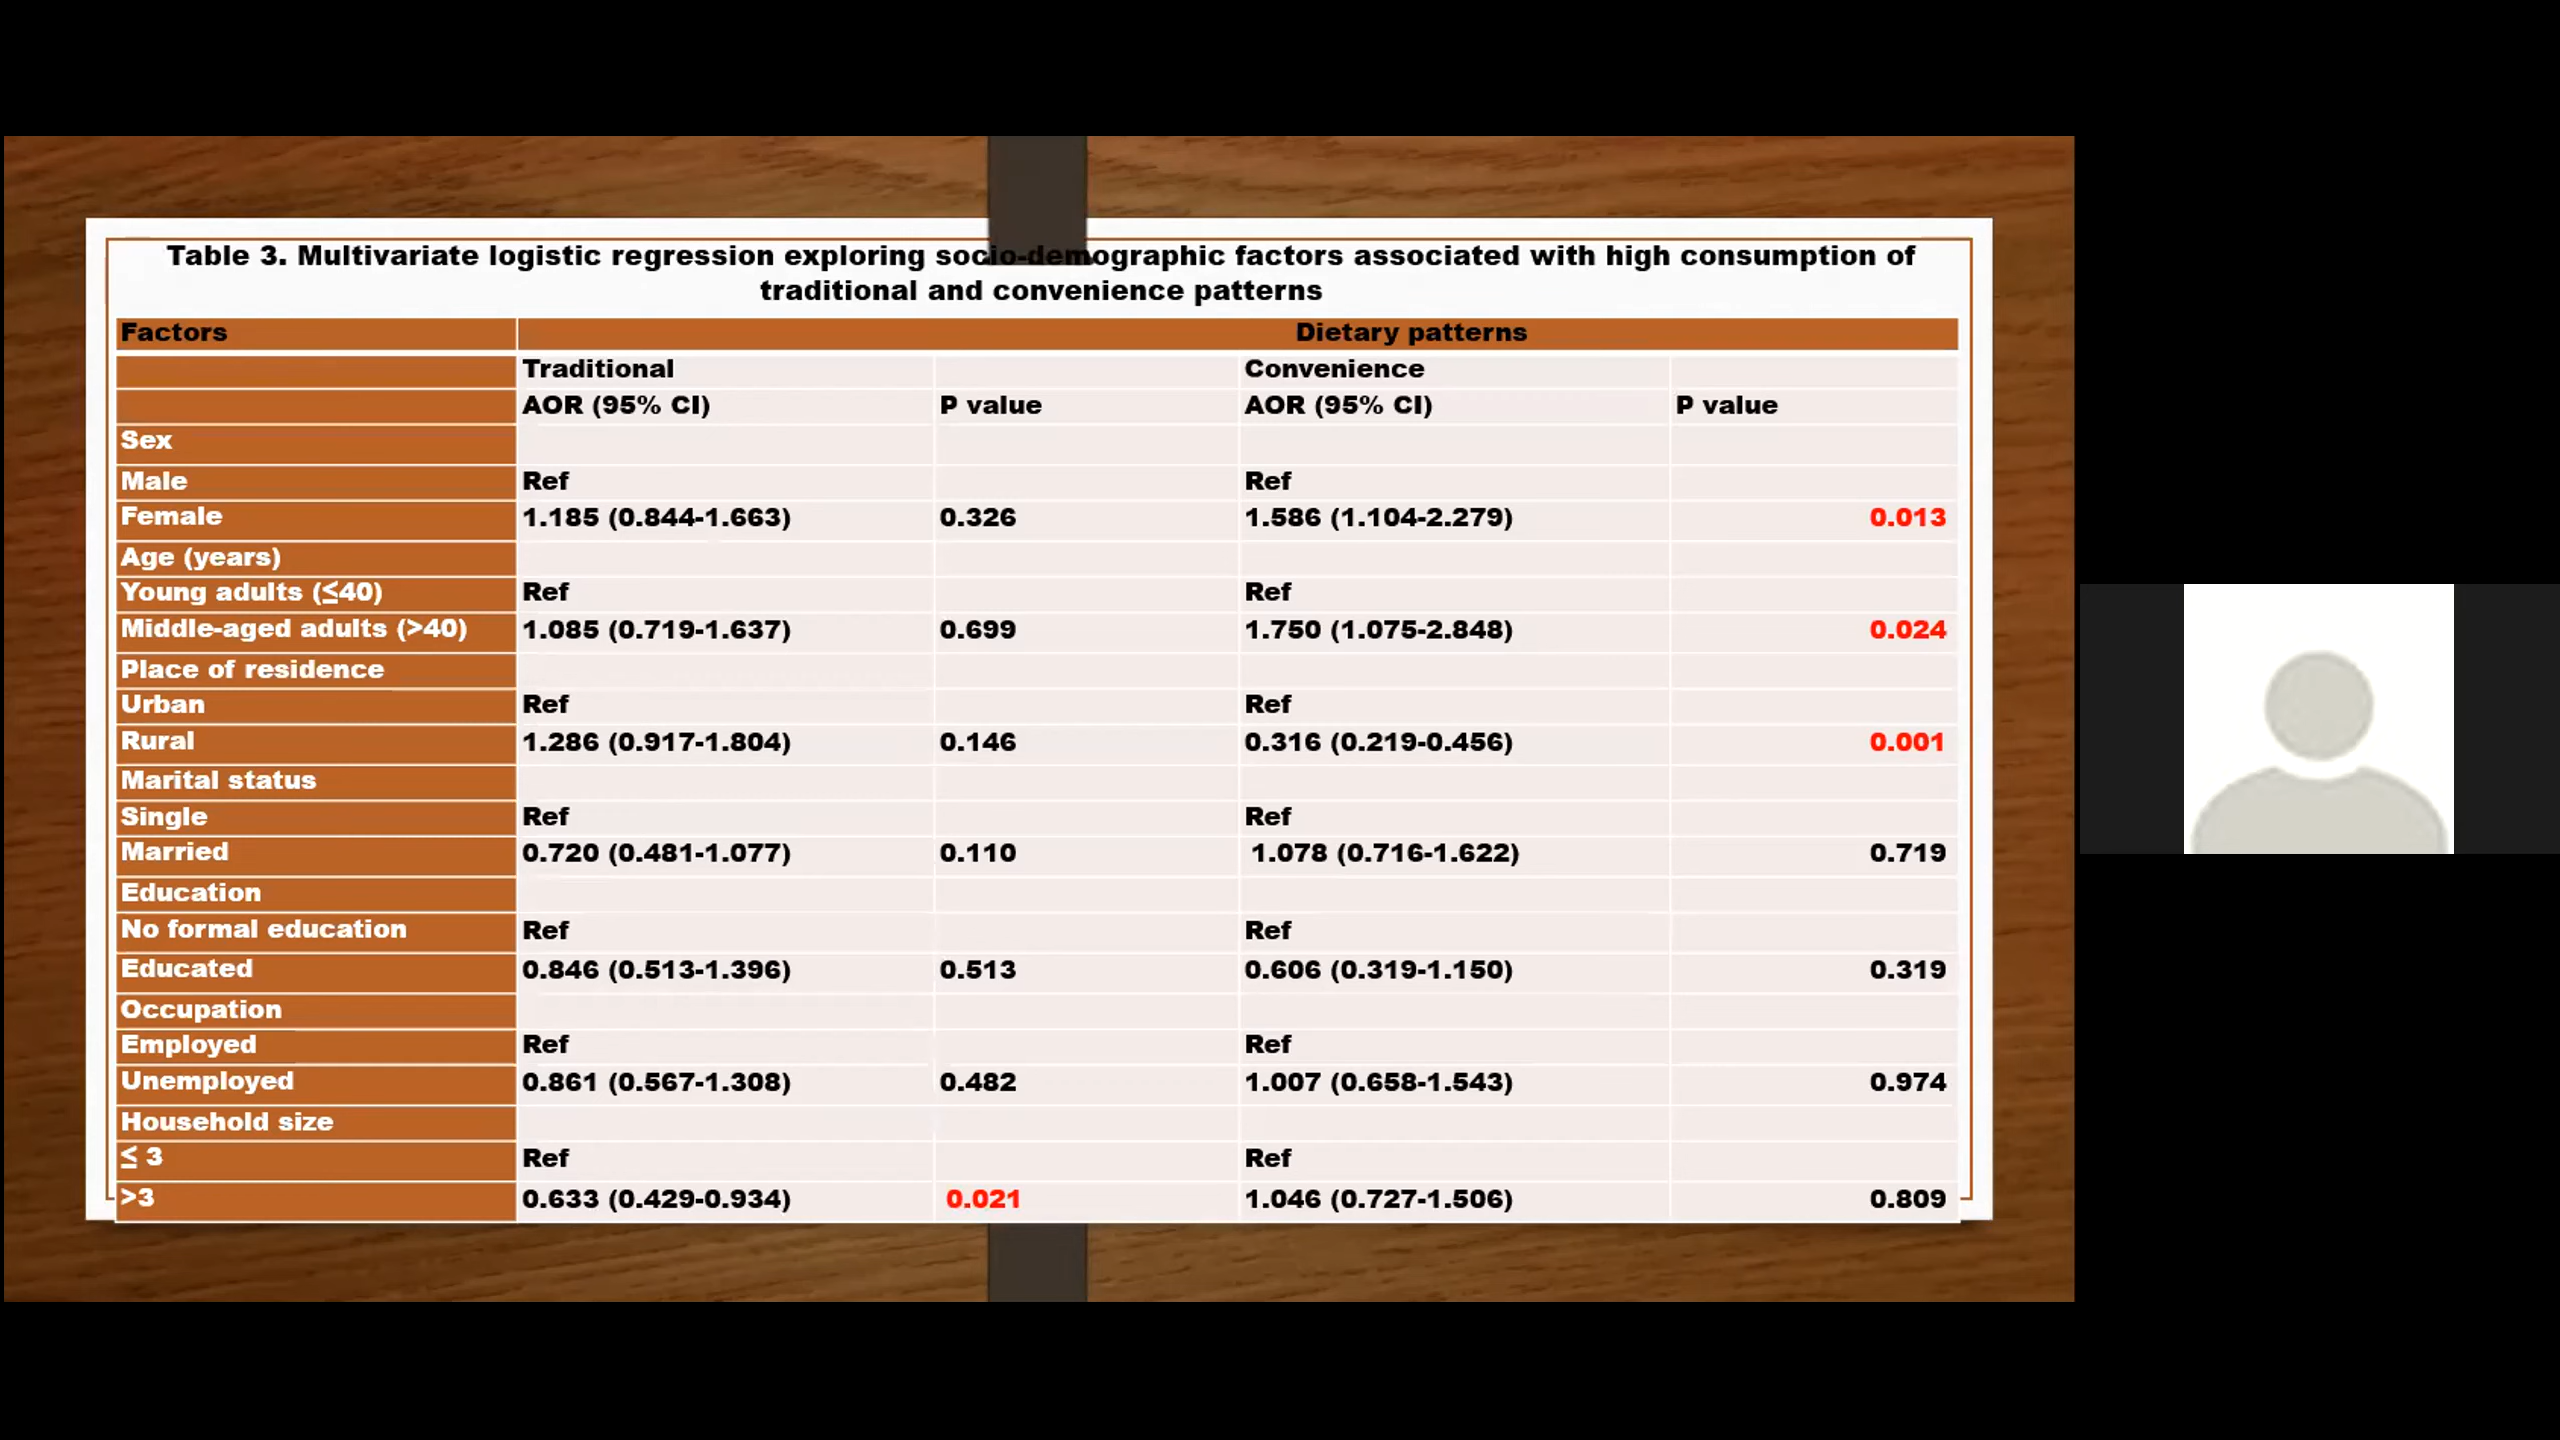 Table 3. Multivariate logistic regression exploring socio-demographic factors associated with high consumption of
traditional and convenience patterns
Factors Dietary patterns
Traditional Convenience
AOR (95% CI) P value AOR (95% CI) P value
Sex
Male Ref Ref
Female 1.185 (0.844-1.663) 0.326 1.586 (1.104-2.279) 0.013
Age (years)
Young adults (≤40) Ref Ref
Middle-aged adults (>40) 1.085 (0.719-1.637) 0.699 1.750 (1.075-2.848) 0.024
Place of residence
Urban Ref Ref
Rural 1.286 (0.917-1.804) 0.146 0.316 (0.219-0.456) 0.001
Marital status
Single Ref Ref
Married 0.720 (0.481-1.077) 0.110 1.078 (0.716-1.622) 0.719
Education
No formal education Ref Ref
Educated 0.846 (0.513-1.396) 0.513 0.606 (0.319-1.150) 0.319
Occupation
Employed Ref Ref
Unemployed 0.861 (0.567-1.308) 0.482 1.007 (0.658-1.543) 0.974
Household size
≤ 3 Ref Ref
>3 0.633 (0.429-0.934) 0.021 1.046 (0.727-1.506) 0.809